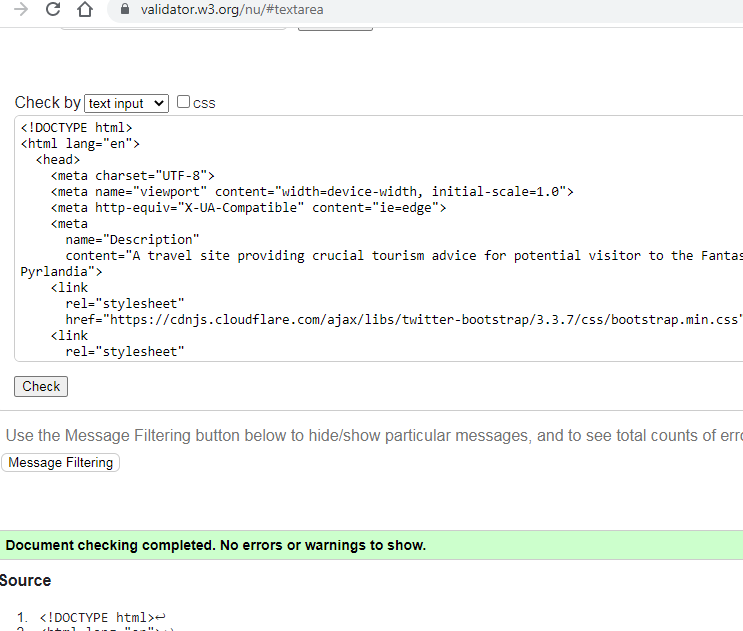 validator.w3.org/nu/#textarea
Check by text input css
<!DOCTYPE html>
<html lang="en">
<head>
<meta charset="UTF-8">
<meta name="viewport" content="width=device-width, initial-scale=1.0">
<meta http-equiv="X-UA-Compatible" content="ie=edge">
<meta
name="Description"
content="A travel site providing crucial tourism advice for potential visitor to the Fantas
Pyrlandia">
<link
rel="stylesheet"
href="https://cdnjs.cloudflare.com/ajax/libs/twitter-bootstrap/3.3.7/css/bootstrap.min.css"
<link
rel="stylesheet"
Check
Use the Message Filtering button below to hide/show particular messages, and to see total counts of erro
Message Filtering
Document checking completed. No errors or warnings to show.
Source
1. <!DOCTYPE html>↩
2. <html lang="en">↩